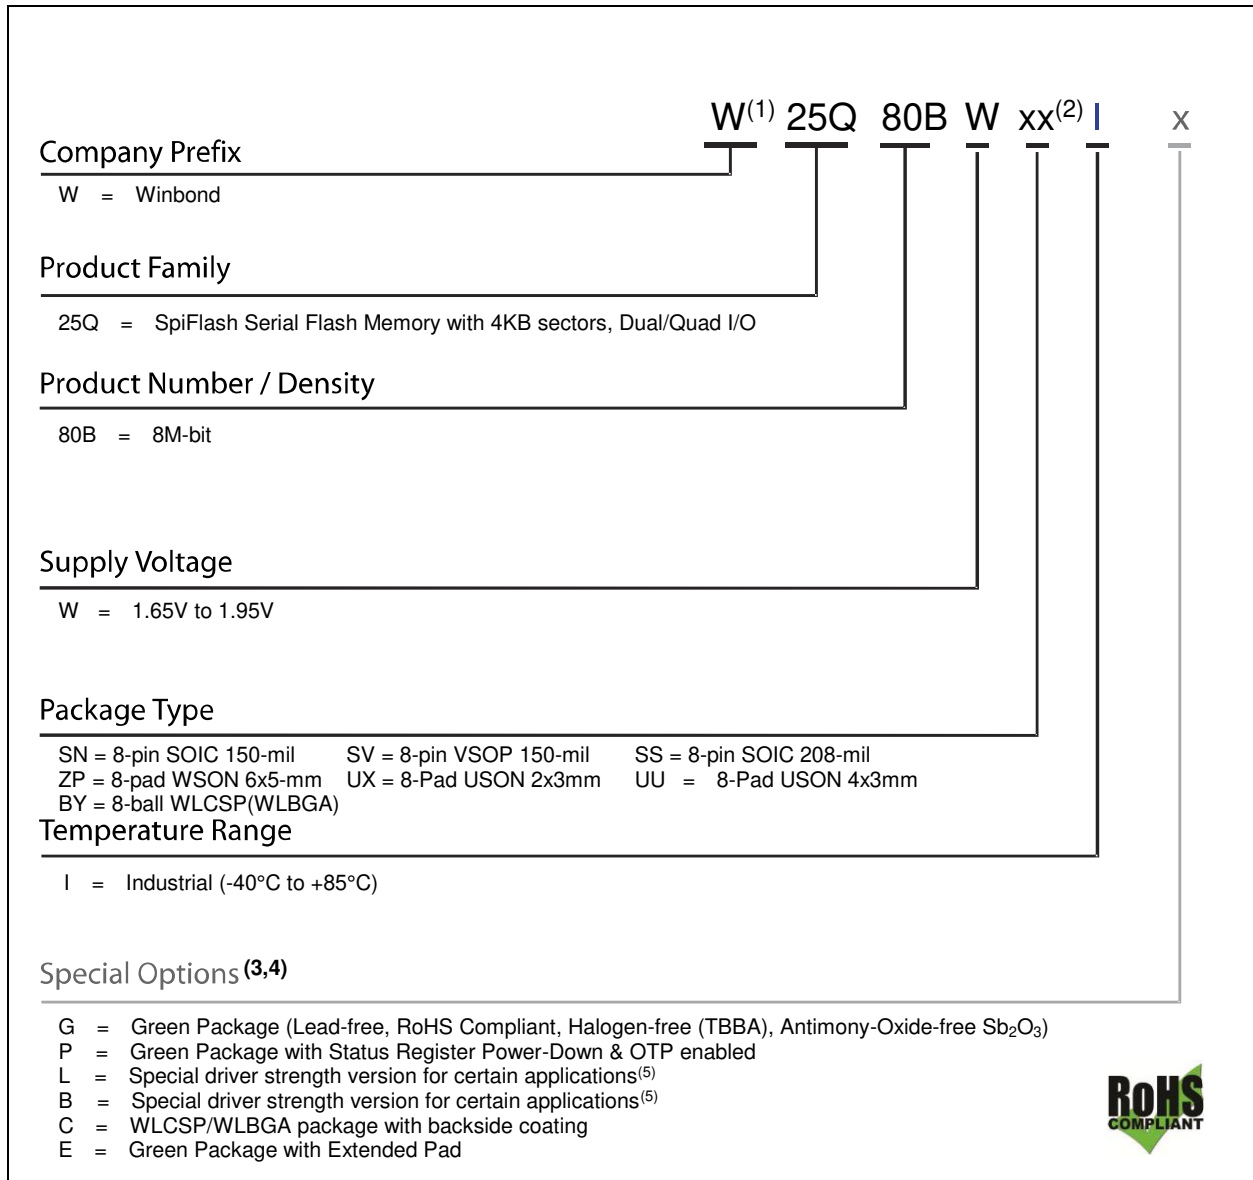 W(1) 25Q 80B W xx(2) I x
Company Prefix
W = Winbond
Product Family
25Q = SpiFlash Serial Flash Memory with 4KB sectors, Dual/Quad I/O
Product Number / Density
80B = 8M-bit
Supply Voltage
W = 1.65V to 1.95V
Package Type
SN = 8-pin SOIC 150-mil SV = 8-pin VSOP 150-mil SS = 8-pin SOIC 208-mil
ZP = 8-pad WSON 6x5-mm UX = 8-Pad USON 2x3mm UU = 8-Pad USON 4x3mm
BY = 8-ball WLCSP(WLBGA)
Temperature Range
I = Industrial (-40°C to +85°C)
Special Options (3,4)
G = Green Package (Lead-free, RoHS Compliant, Halogen-free (TBBA), Antimony-Oxide-free Sb2O3)
P = Green Package with Status Register Power-Down & OTP enabled
L = Special driver strength version for certain applications(5)
B = Special driver strength version for certain applications(5)
C = WLCSP/WLBGA package with backside coating
E = Green Package with Extended Pad
RoHS
COMPLIANT